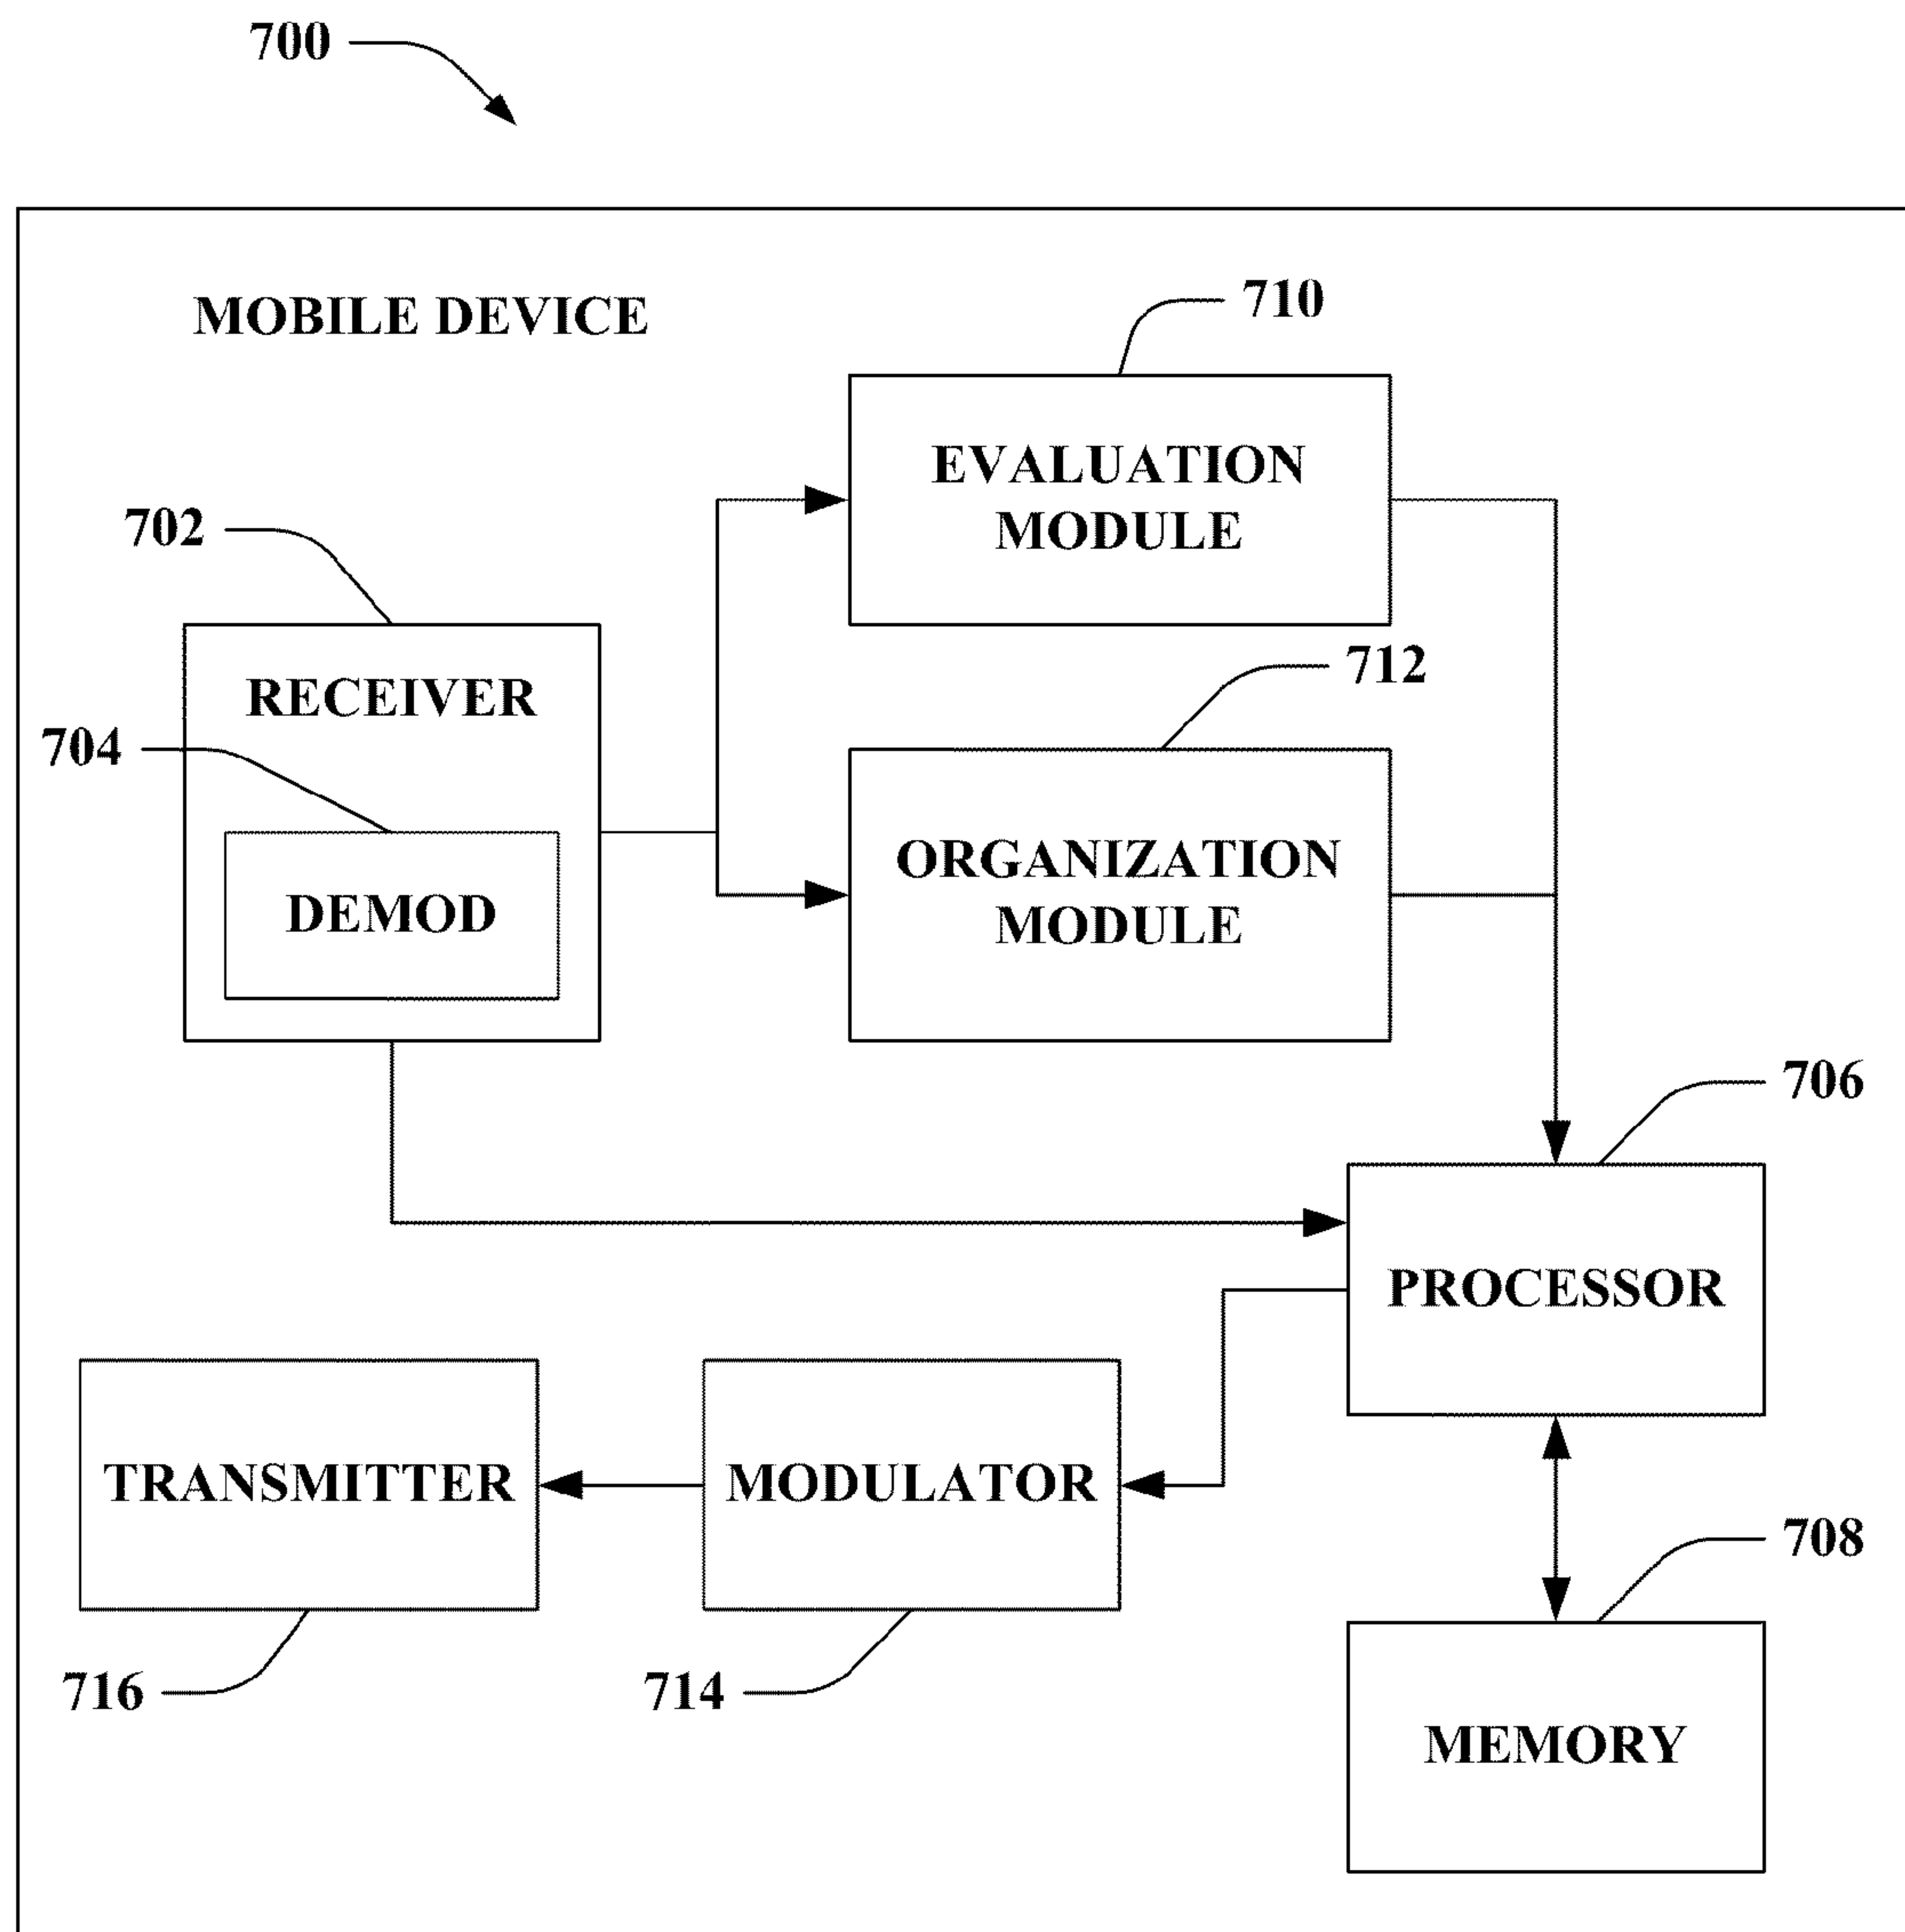 700
MOBILE DEVICE
710
EVALUATION
MODULE
702
712
RECEIVER
704
ORGANIZATION
MODULE
DEMOD
706
PROCESSOR
TRANSMITTER
MODULATOR
708
716
714
MEMORY